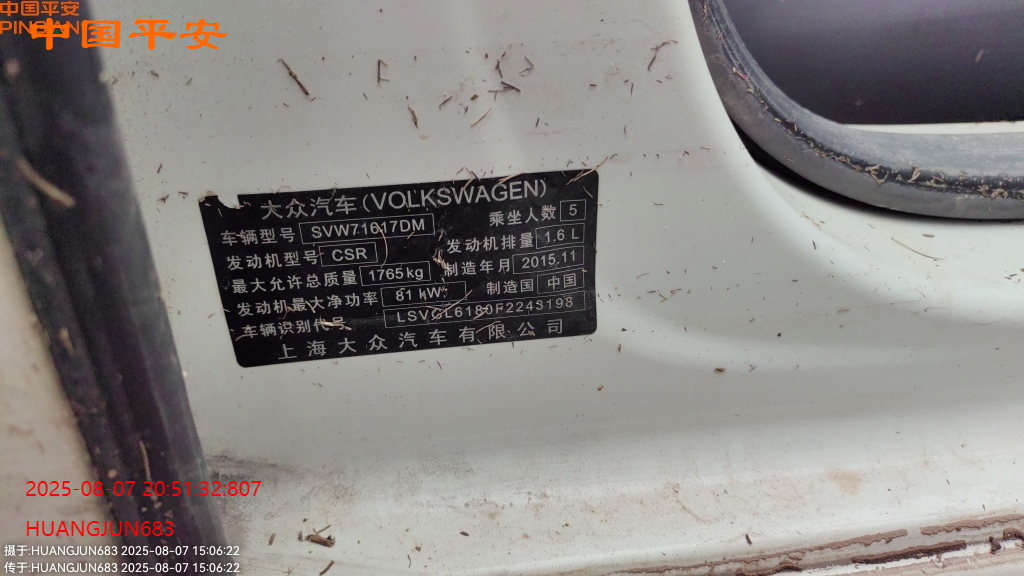 中国平安
PINGAN
中国平安
大众汽车(VOLKSWAGEN)
车辆型号 SVW71617DM 乘坐人数 5
发动机型号 CSR 发动机排量 1.6 L
最大允许总质量 1765kg 制造年月 2015.11
发动机最大净功率 81 kW 制造国 中国
车辆识别代号
上海大众汽车有限公司
2025-08-07 20:51:32:807
HUANGJUN683
摄于:HUANGJUN683 2025-08-07 15:06:22
传于:HUANGJUN683 2025-08-07 15:06:22